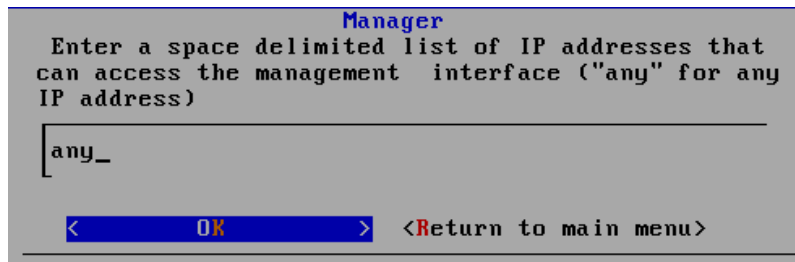 Manager
Enter a space delimited list of IP addresses that
can access the management  interface ("any" for any
IP address)
any_
<        OK        > <Return to main menu>